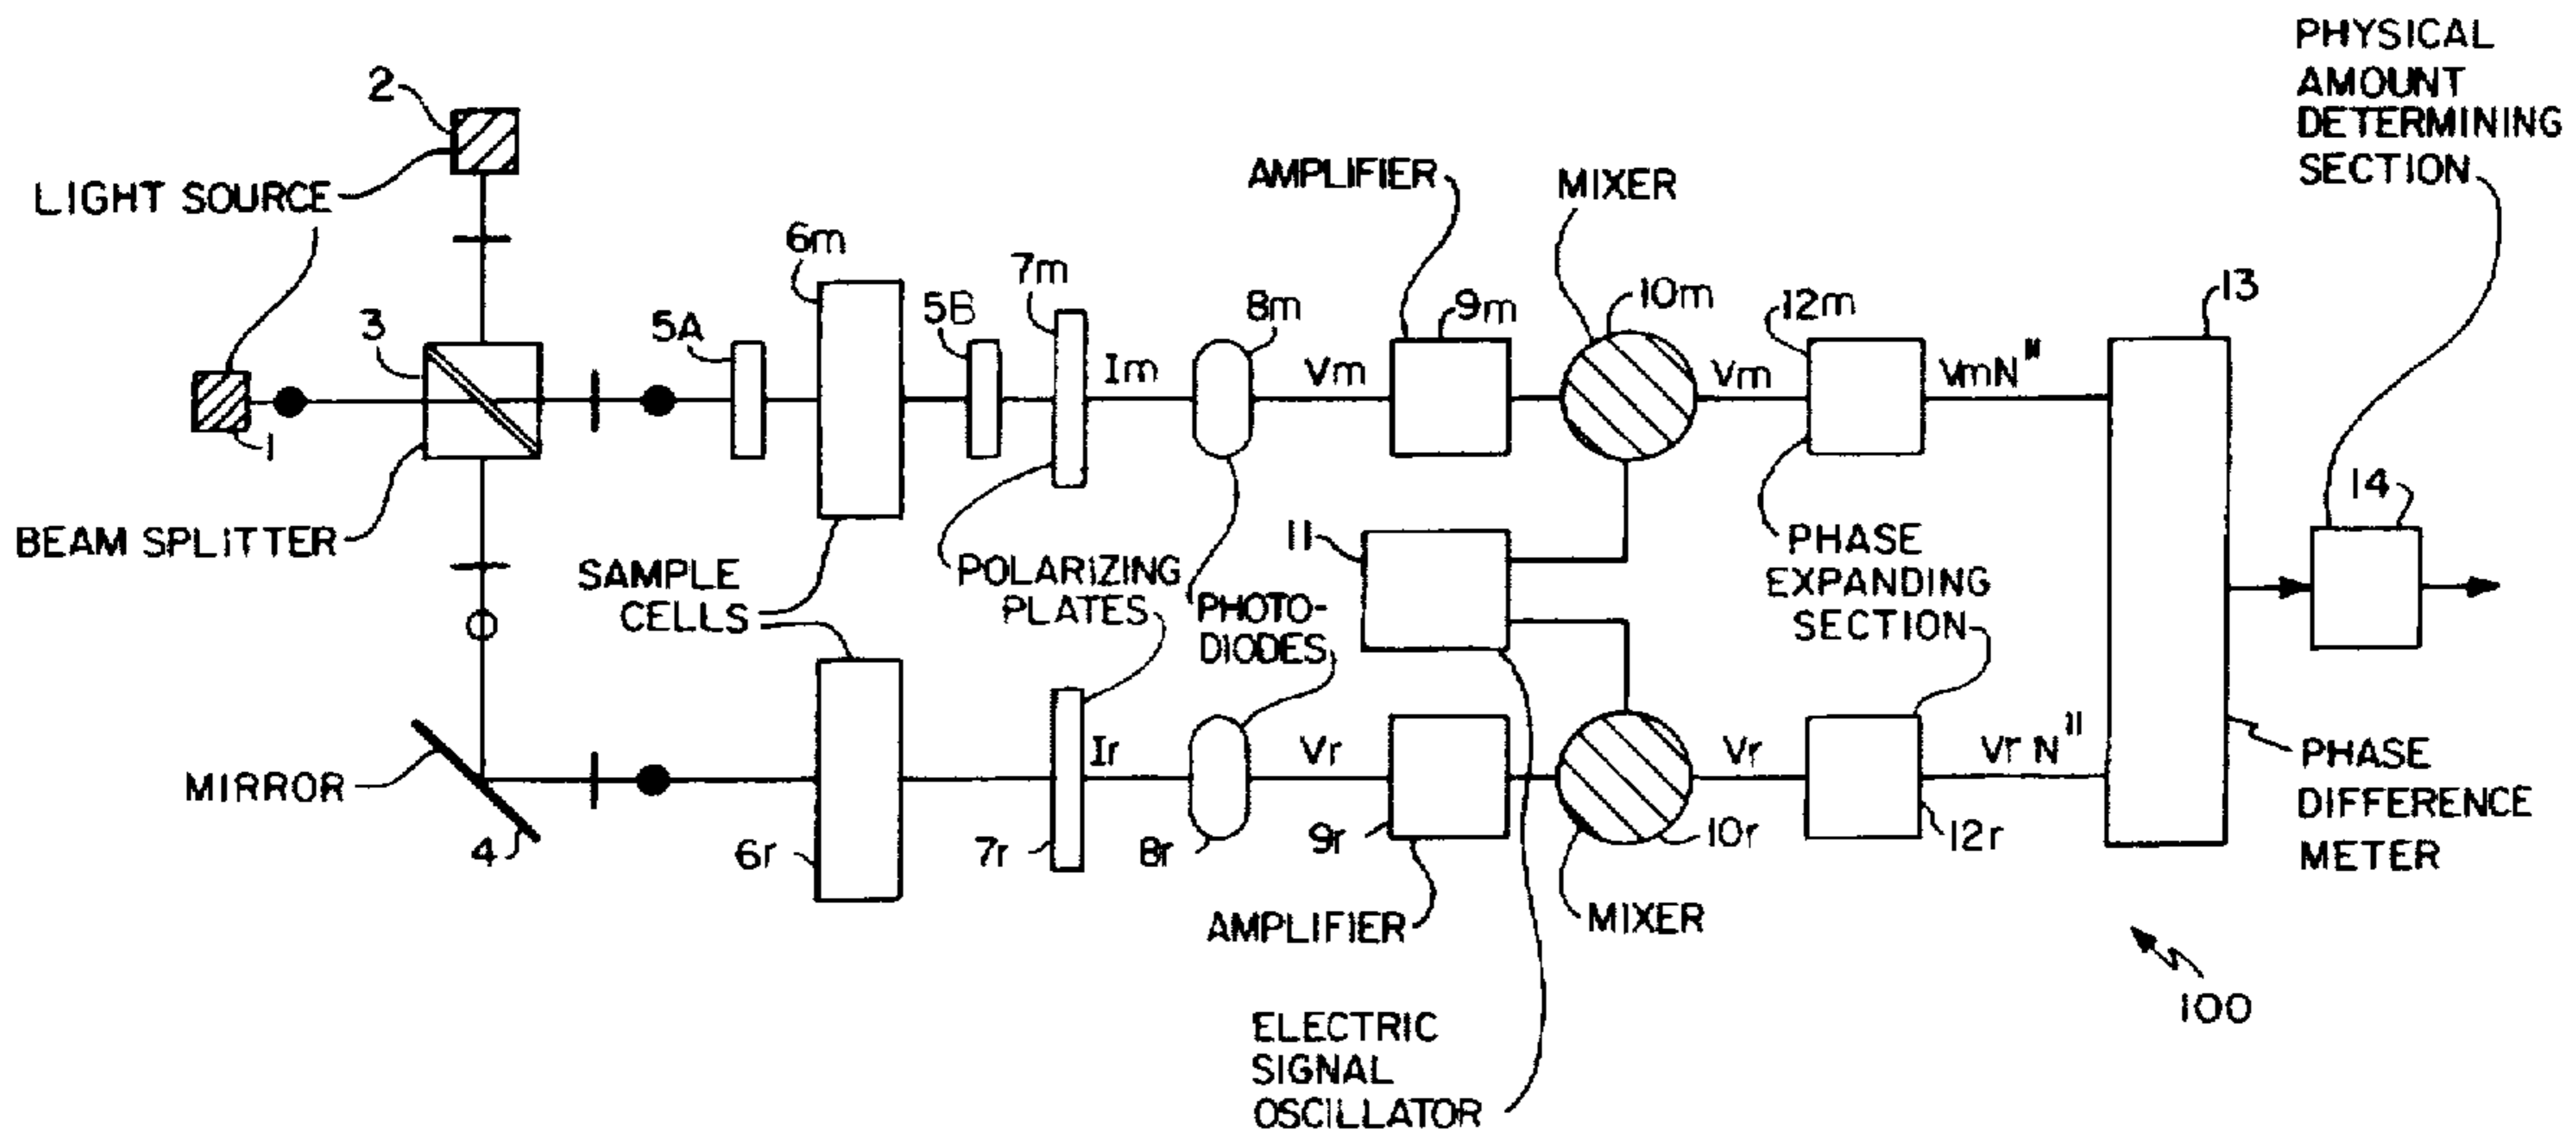 PHYSICAL
AMOUNT
DETERMINING
SECTION
2
LIGHT SOURCE
AMPLIFIER
MIXER
6m
7m
5A
5B
8m
9m
10m
12m
13
3
Im
Vm
Vm
VmN"
1
BEAM SPLITTER
SAMPLE
CELLS
POLARIZING
PLATES
PHOTO-
DIODES
11
PHASE
EXPANDING
SECTION
14
MIRROR
4
6r
7r
Ir
8r
Vr
9r
10r
Vr
12r
VrN"
PHASE
DIFFERENCE
METER
AMPLIFIER
MIXER
100
ELECTRIC
SIGNAL
OSCILLATOR